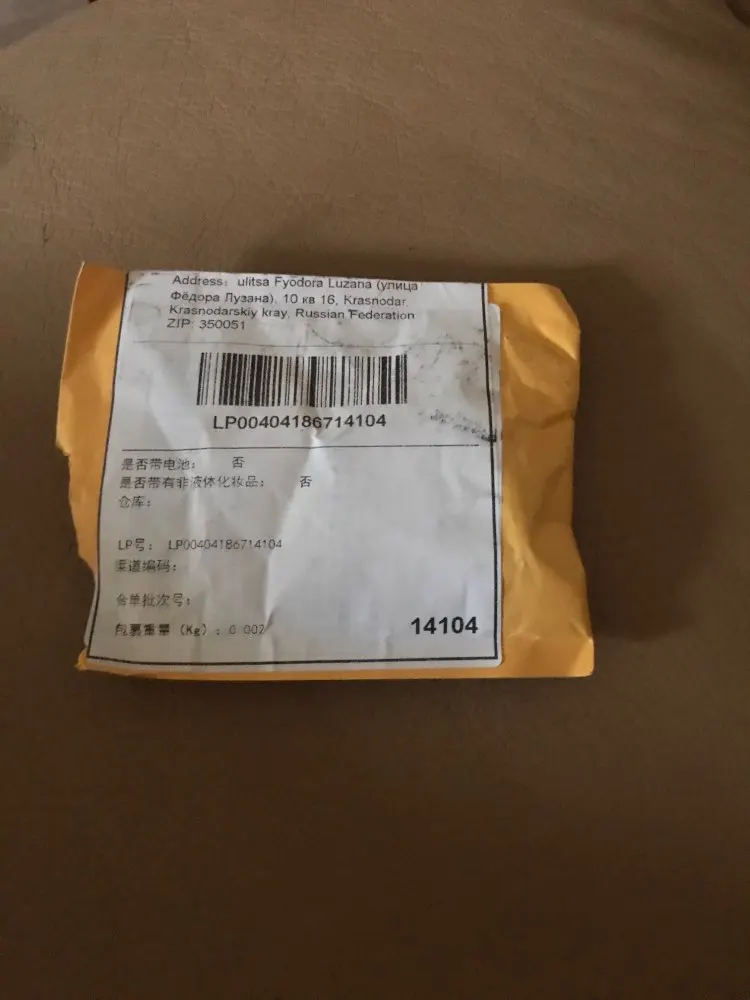 Address: ulitsa Fyodora Luzana (улица
Фёдора Лузана), 10 кв 16, Krasnodar,
Krasnodarskiy kray, Russian Federation
ZIP: 350051
LP00404186714104
是否带电池： 否
是否带有非液体化妆品： 否
仓库：
LP号： LP00404186714104
渠道编码：
合单批次号：
包裹重量（Kg）：0.002
14104